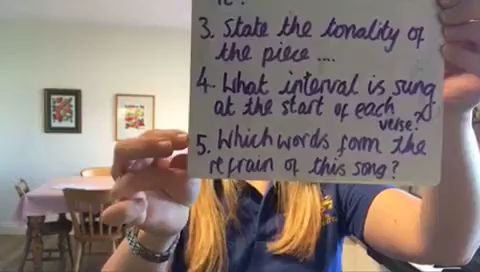 3. State the tonality of
the piece ....
4. What interval is sung
at the start of each
verse?
5. Which words form the
refrain of this song?